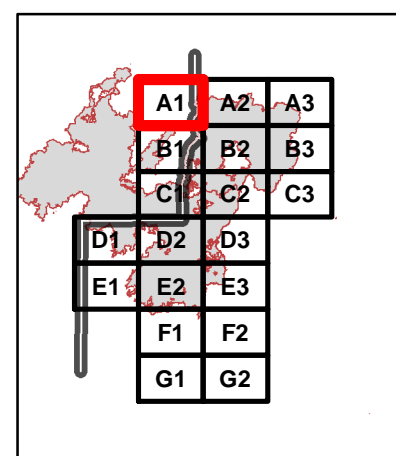 A1 A2 A3
B1 B2 B3
C1 C2 C3
D1 D2 D3
E1 E2 E3
F1 F2
G1 G2